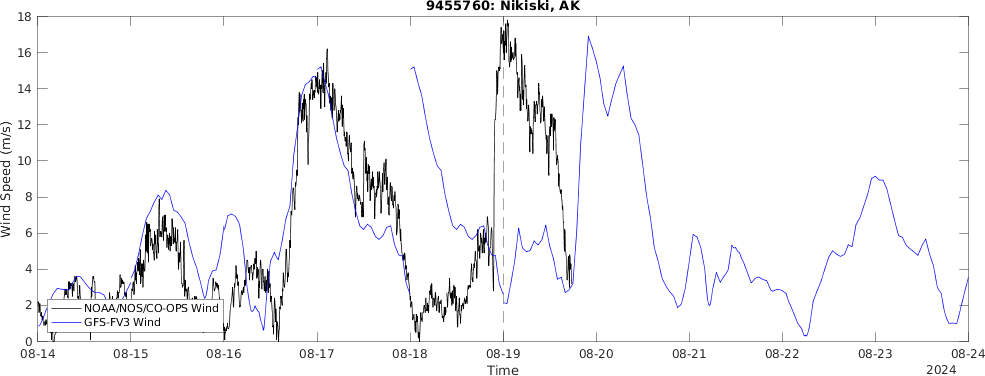 9455760: Nikiski, AK
18
16
14
12
10
8
6
4
2
0
Wind Speed (m/s)
NOAA/NOS/CO-OPS Wind
GFS-FV3 Wind
08-14 08-15 08-16 08-17 08-18 08-19 08-20 08-21 08-22 08-23 08-24
Time
2024